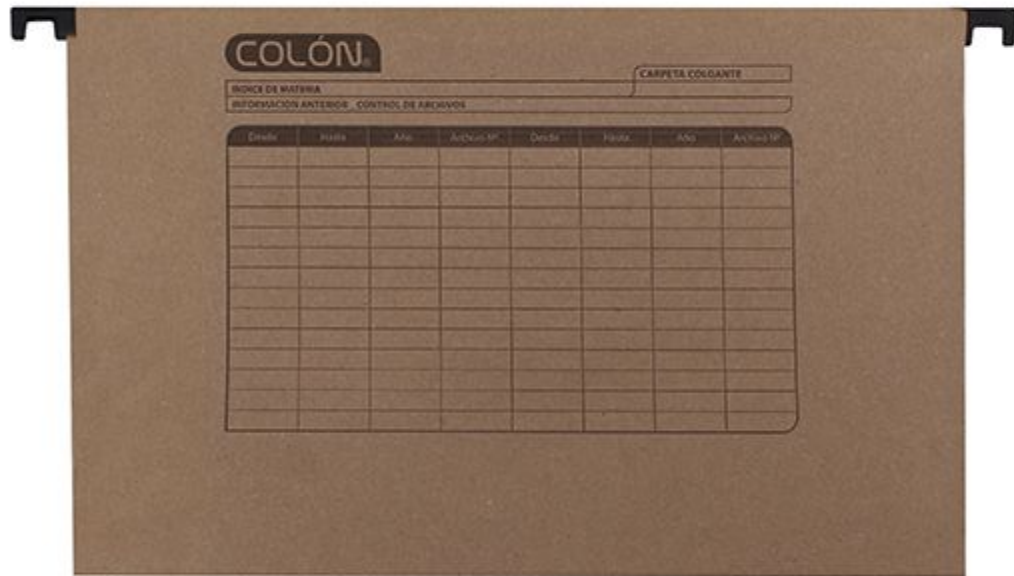 COLÓN®
CARPETA COLGANTE
INDICE DE MATERIA
INFORMACION ANTERIOR CONTROL DE ARCHIVOS
Desde Hasta Año Archivo Nº Desde Hasta Año Archivo Nº